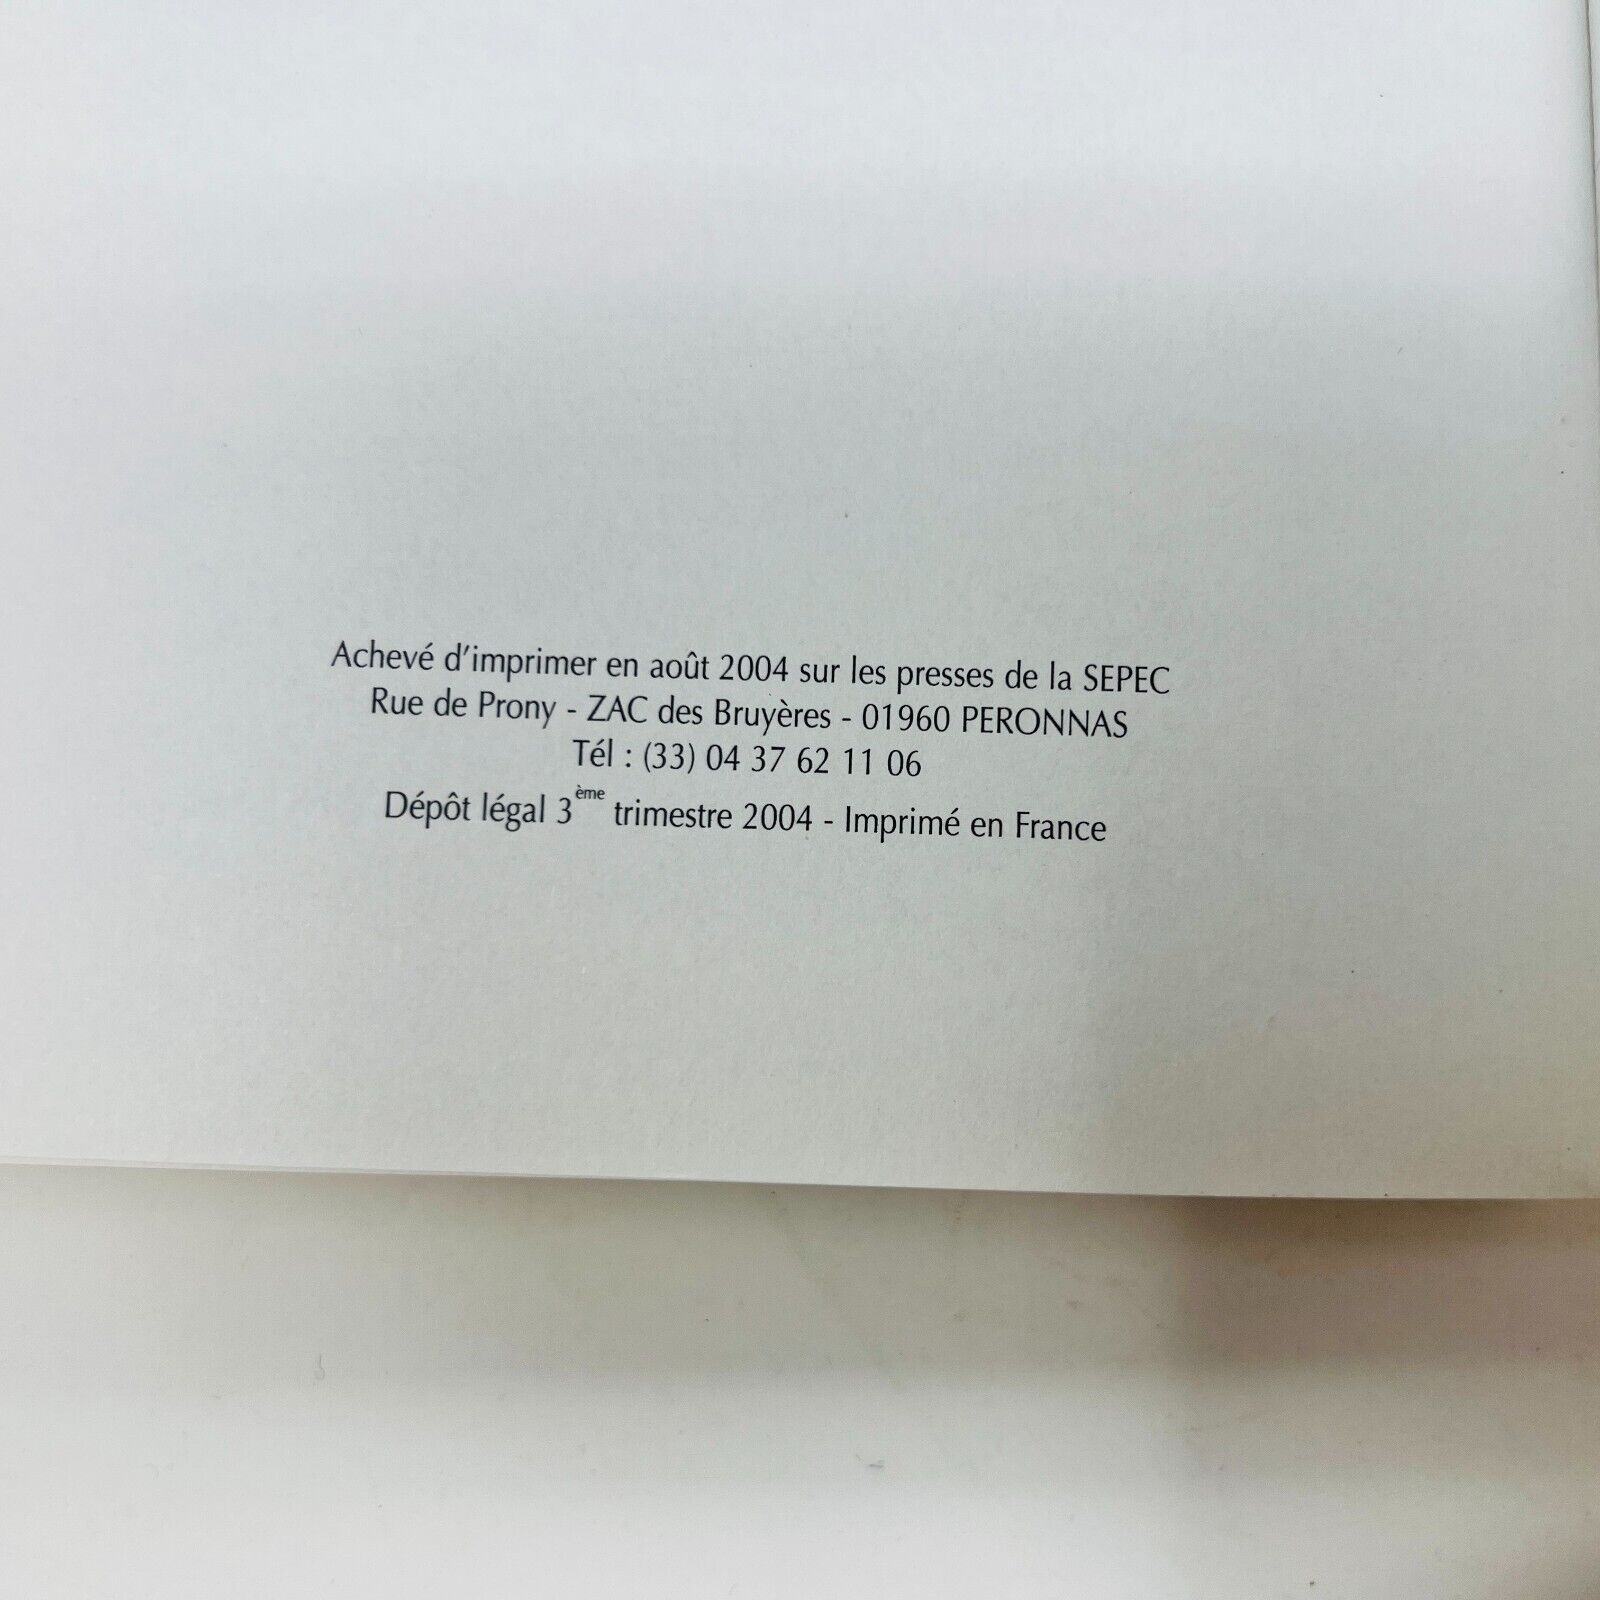 Achevé d'imprimer en août 2004 sur les presses de la SEPEC
Rue de Prony - ZAC des Bruyères - 01960 PERONNAS
Tél : (33) 04 37 62 11 06
Dépôt légal 3ème trimestre 2004 - Imprimé en France